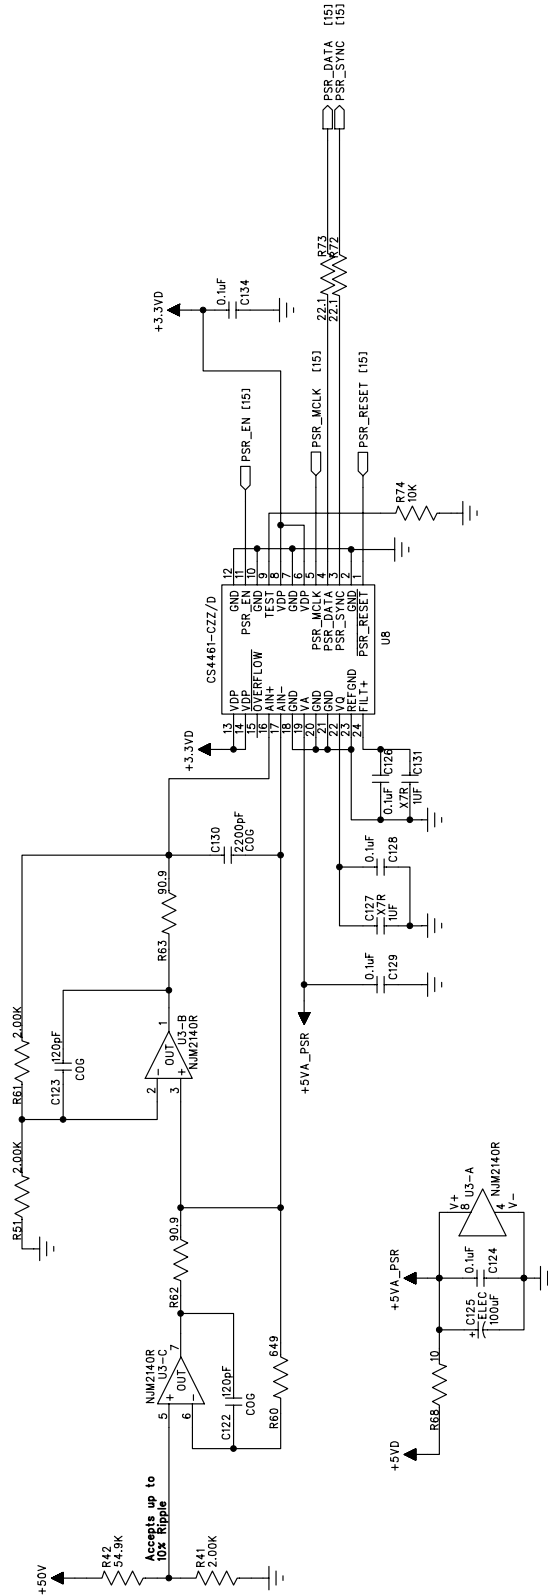 +50V
R42
54.9K
Accepts up to
10% Ripple
R41
2.00K
5
+
6
-
7
OUT
NJM2140R
U3-C
C122
120pF
COG
R62
90.9
R60
649
R51
2.00K
R61
2.00K
C123
120pF
COG
2
-
3
+
1
OUT
U3-B
NJM2140R
R63
90.9
C130
2200pF
COG
+3.3VD
+5VA_PSR
0.1uF
C129
C127
X7R
1UF
0.1uF
C128
0.1uF
C126
X7R
1UF
C131
CS4461-CZZ/D
U8
13 VDP
14 VDP
15 OVERFLOW
16 AIN+
17 AIN-
18 GND
19 VA
20 GND
21 GND
22 VQ
23 REFGND
24 FILT+
GND 12
PSR_EN 11
GND 10
TEST 9
VDP 8
GND 7
VDP 6
PSR_MCLK 5
PSR_DATA 4
PSR_SYNC 3
GND 2
PSR_RESET 1
PSR_EN [15]
+3.3VD
0.1uF
C134
PSR_MCLK [15]
PSR_RESET [15]
R74
10K
22.1 R73
22.1 R72
PSR_DATA [15]
PSR_SYNC [15]
+5VD
R68
10
+5VA_PSR
+
C125
ELEC
100uF
0.1uF
C124
V+
8
U3-A
4
V-
NJM2140R